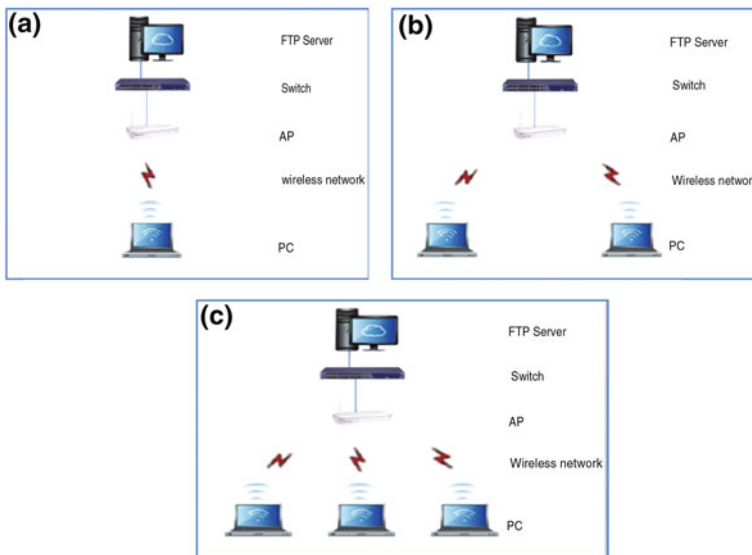 (a)
FTP Server
Switch
AP
wireless network
PC
(b)
FTP Server
Switch
AP
Wireless network
PC
(c)
FTP Server
Switch
AP
Wireless network
PC